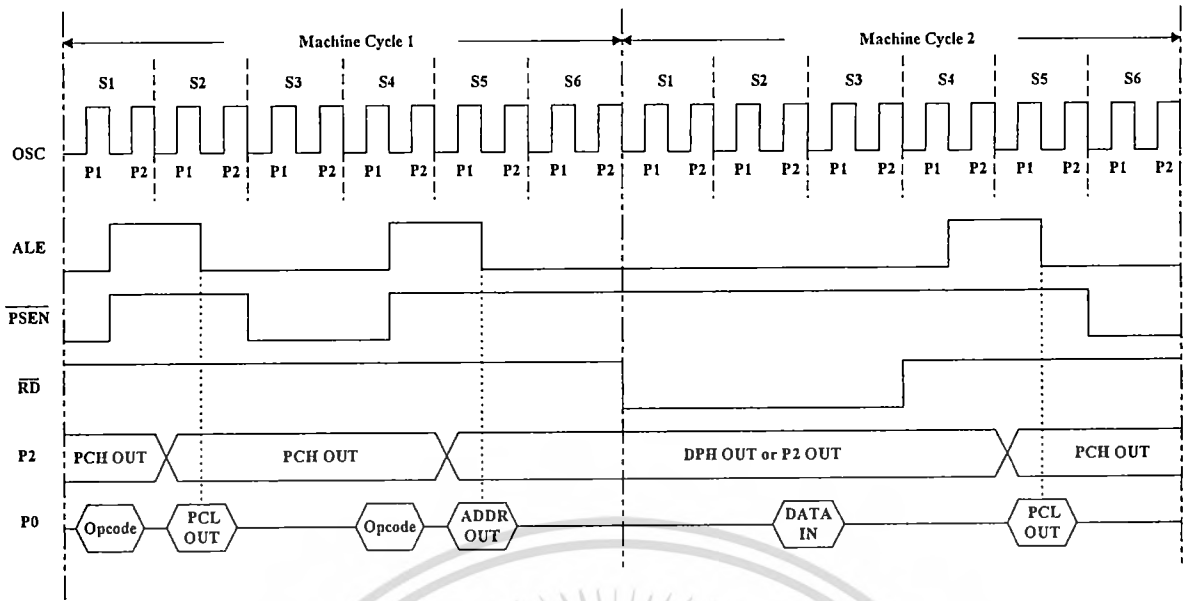 Machine Cycle 1 Machine Cycle 2
S1 S2 S3 S4 S5 S6 S1 S2 S3 S4 S5 S6
OSC
P1 P2 P1 P2 P1 P2 P1 P2 P1 P2 P1 P2 P1 P2 P1 P2 P1 P2 P1 P2 P1 P2 P1 P2
ALE
PSEN
RD
P2 PCH OUT PCH OUT DPH OUT or P2 OUT PCH OUT
P0 Opcode PCL OUT Opcode ADDR OUT DATA IN PCL OUT